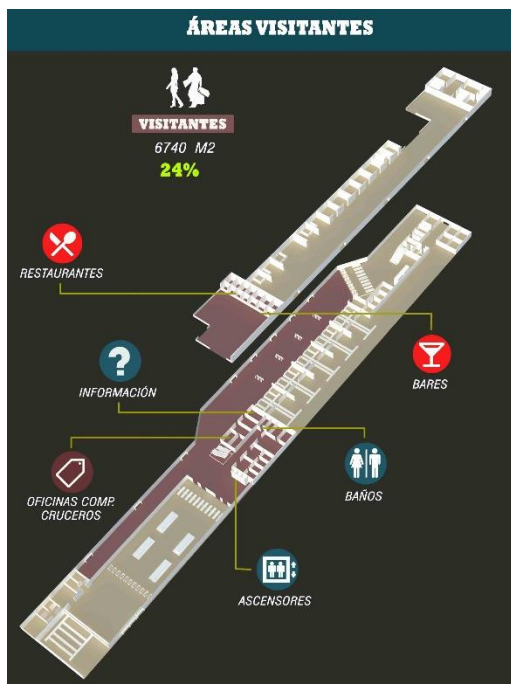 ÁREAS VISITANTES
VISITANTES
6740 M2
24%
RESTAURANTES
BARES
INFORMACIÓN
OFICINAS COMP.
CRUCEROS
BAÑOS
ASCENSORES